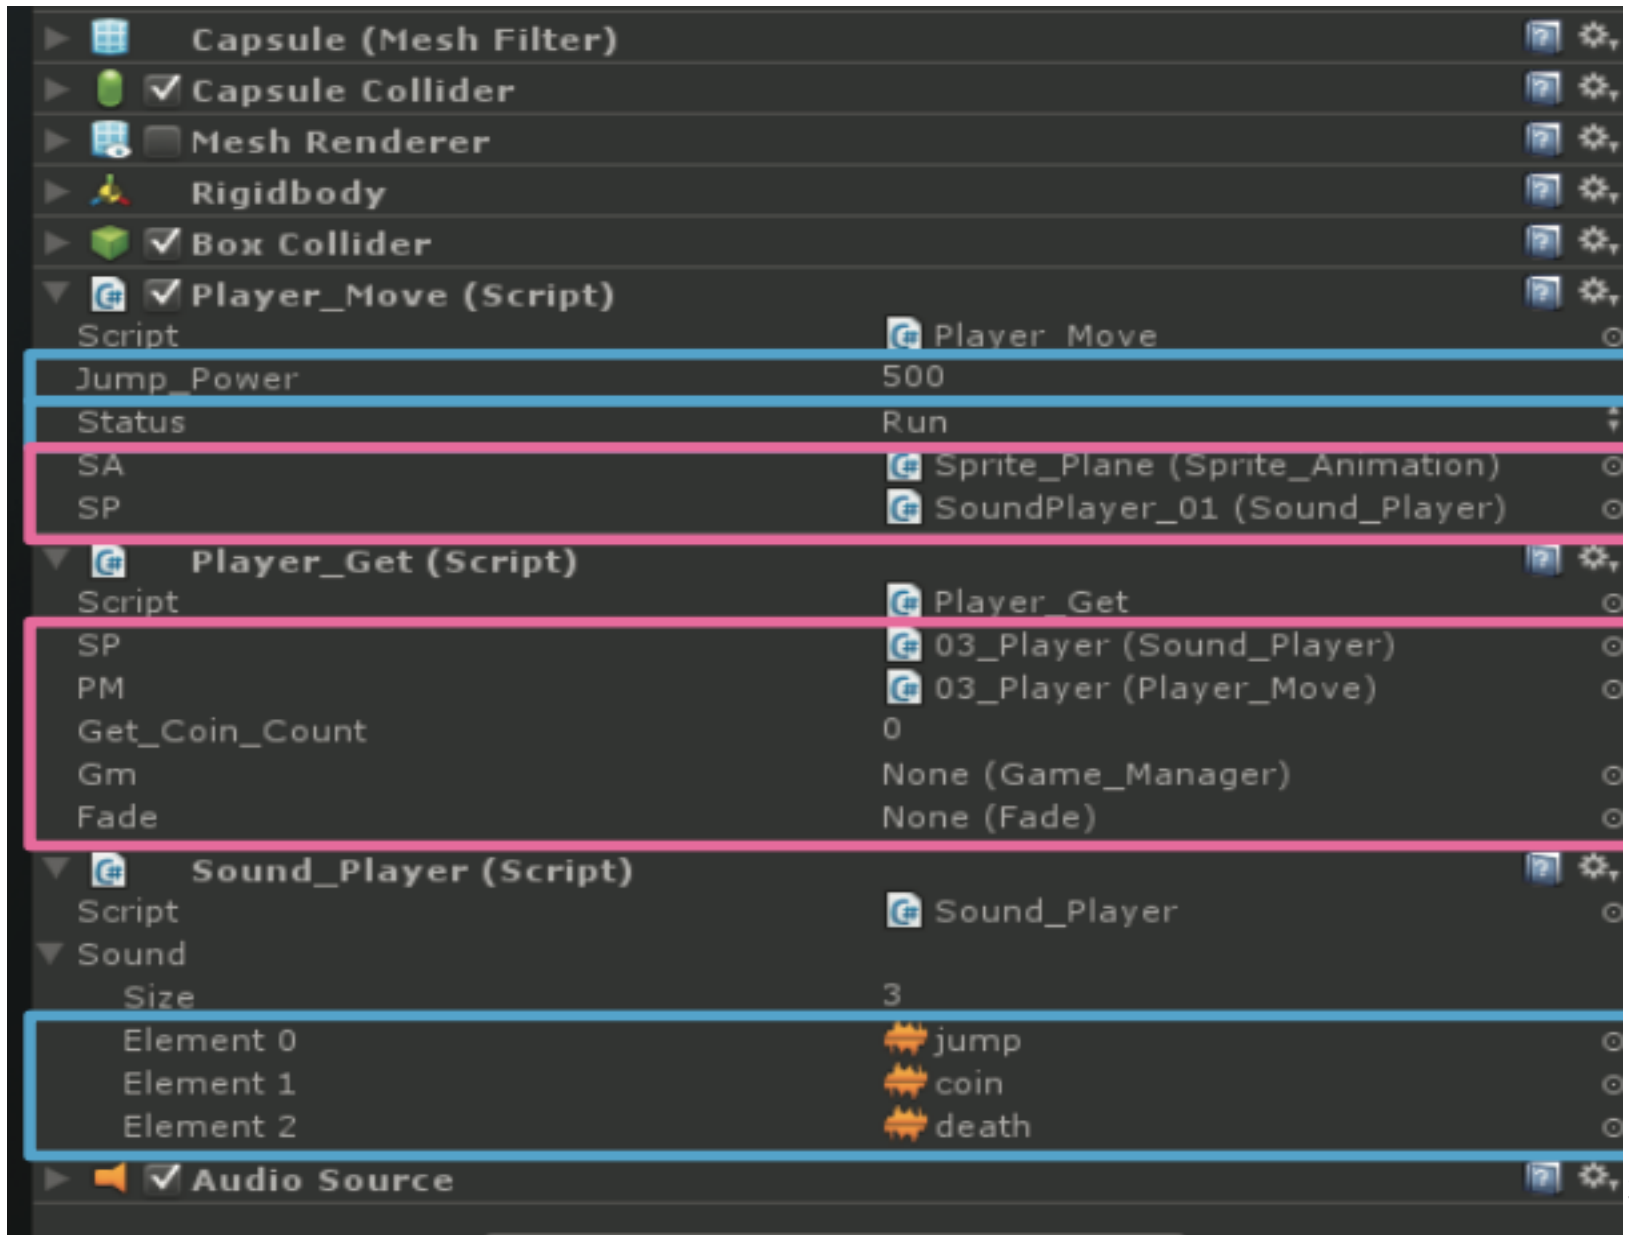 Capsule (Mesh Filter)
Capsule Collider
Mesh Renderer
Rigidbody
Box Collider
Player_Move (Script)
Script Player_Move
Jump_Power 500
Status Run
SA Sprite_Plane (Sprite_Animation)
SP SoundPlayer_01 (Sound_Player)
Player_Get (Script)
Script Player_Get
SP 03_Player (Sound_Player)
PM 03_Player (Player_Move)
Get_Coin_Count 0
Gm None (Game_Manager)
Fade None (Fade)
Sound_Player (Script)
Script Sound_Player
Sound
Size 3
Element 0 jump
Element 1 coin
Element 2 death
Audio Source